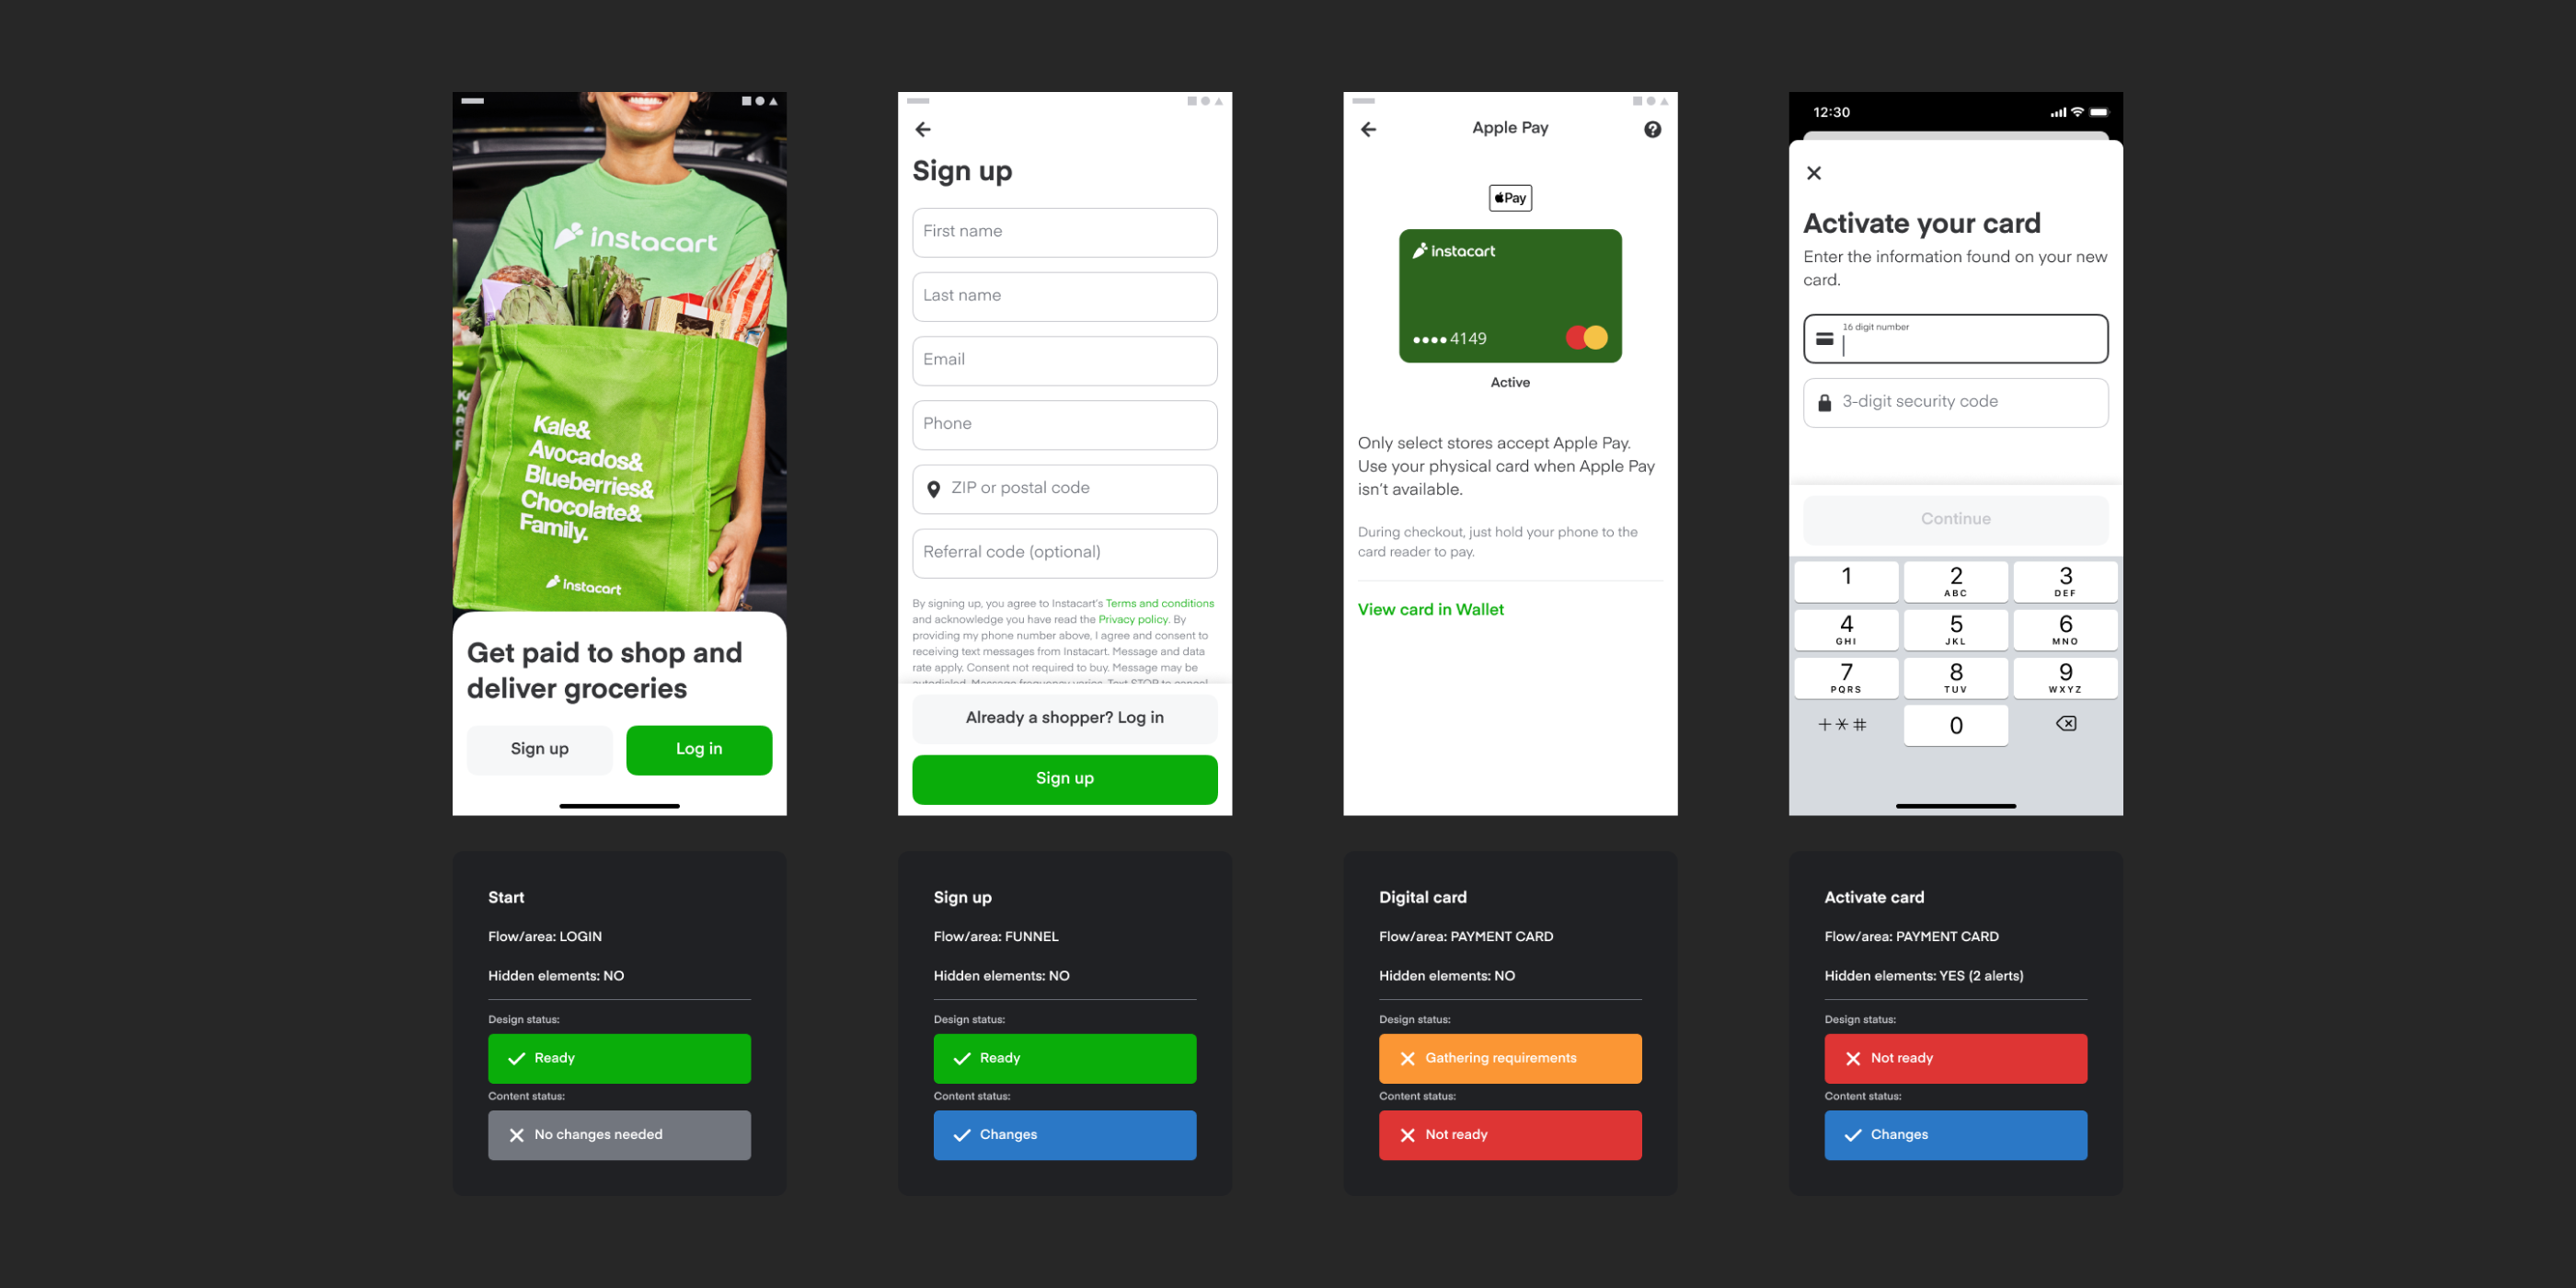 instacart
Kale&
Avocados&
Blueberries&
Chocolate&
Family.
instacart
Get paid to shop and
deliver groceries
Sign up
Log in
Sign up
First name
Last name
Email
Phone
ZIP or postal code
Referral code (optional)
By signing up, you agree to Instacart's Terms and conditions
and acknowledge you have read the Privacy policy. By
providing my phone number above, I agree and consent to
receiving text messages from Instacart. Message and data
rate apply. Consent not required to buy. Message may be
autodialed. Message frequency varies. Text STOP to cancel
Already a shopper? Log in
Sign up
Apple Pay
Pay
instacart
•••• 4149
Active
Only select stores accept Apple Pay.
Use your physical card when Apple Pay
isn't available.
During checkout, just hold your phone to the
card reader to pay.
View card in Wallet
12:30
Activate your card
Enter the information found on your new
card.
16 digit number
3-digit security code
Continue
1
2
ABC
3
DEF
4
GHI
5
JKL
6
MNO
7
PQRS
8
TUV
9
WXYZ
+*#
0
Start
Flow/area: LOGIN
Hidden elements: NO
Design status:
Ready
Content status:
No changes needed
Sign up
Flow/area: FUNNEL
Hidden elements: NO
Design status:
Ready
Content status:
Changes
Digital card
Flow/area: PAYMENT CARD
Hidden elements: NO
Design status:
Gathering requirements
Content status:
Not ready
Activate card
Flow/area: PAYMENT CARD
Hidden elements: YES (2 alerts)
Design status:
Not ready
Content status:
Changes